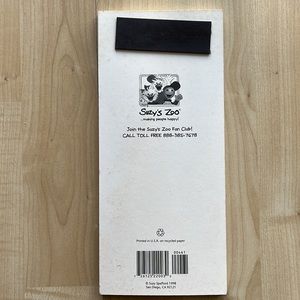 Suzy's Zoo
...making people happy!
Join the Suzy's Zoo Fan Club!
CALL TOLL FREE 888-385-7678
Printed in U.S.A. on recycled paper
00441
© Suzy Spafford 1998
San Diego, CA 92121